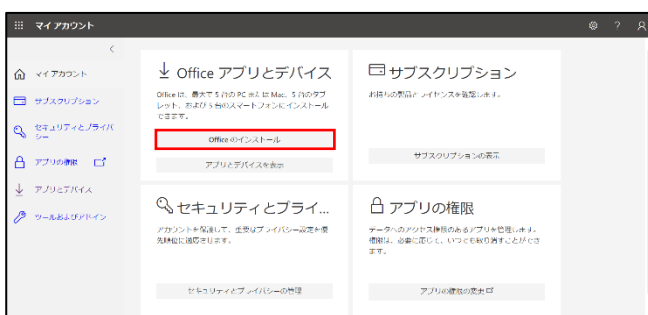 マイ アカウント
?
マイ アカウント
サブスクリプション
セキュリティとプライバ
シー
アプリの権限
アプリとデバイス
ツールおよびアドイン
Office アプリとデバイス
Office は、最大で 5 台の PC または Mac、5 台のタブ
レット、および 5 台のスマートフォンにインストール
できます。
Office のインストール
アプリとデバイスを表示
サブスクリプション
お持ちの製品とライセンスを確認します。
サブスクリプションの表示
セキュリティとプライ...
アカウントを保護して、重要なプライバシー設定を優
先順位に適応させます。
セキュリティとプライバシーの管理
アプリの権限
データへのアクセス権限のあるアプリを管理します。
権限は、必要に応じて、いつでも取り消すことができ
ます。
アプリの権限の変更